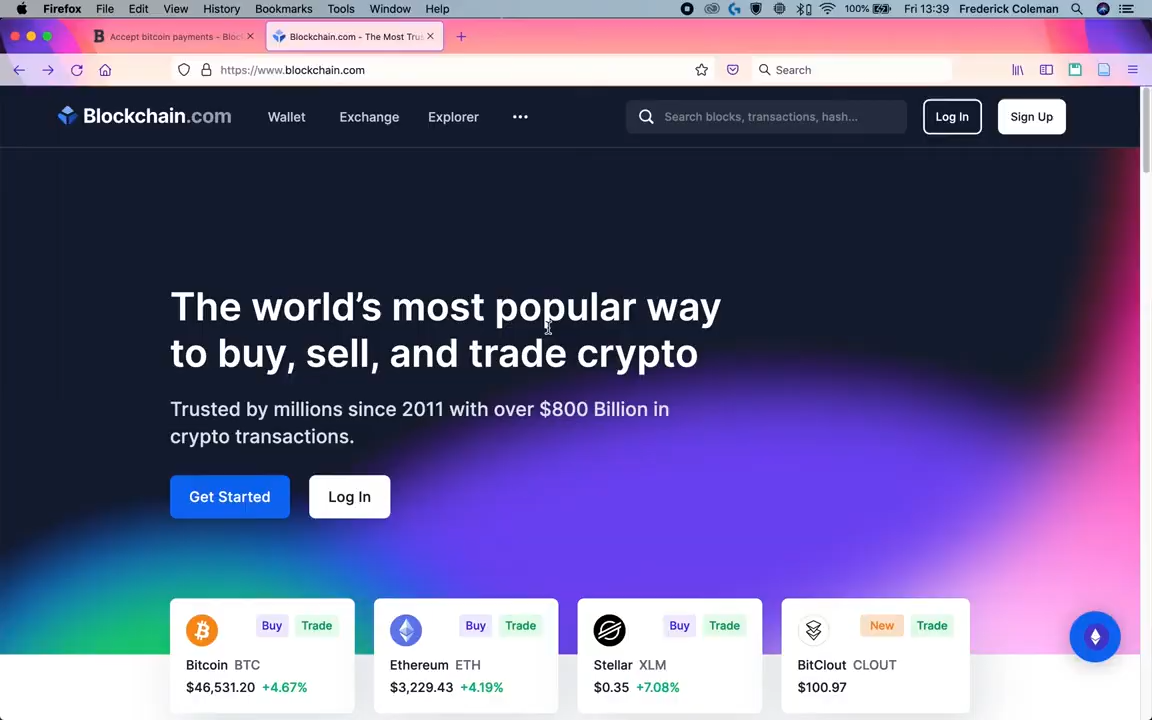 Firefox File Edit View History Bookmarks Tools Window Help 100% Fri 13:39 Frederick Coleman
Accept bitcoin payments – Bloc Blockchain.com - The Most Trus
https://www.blockchain.com Search
Blockchain.com Wallet Exchange Explorer Search blocks, transactions, hash... Log In Sign Up
The world's most popular way
to buy, sell, and trade crypto
Trusted by millions since 2011 with over $800 Billion in
crypto transactions.
Get Started Log In
Buy Trade Buy Trade Buy Trade New Trade
Bitcoin BTC Ethereum ETH Stellar XLM BitClout CLOUT
$46,531.20 +4.67% $3,229.43 +4.19% $0.35 +7.08% $100.97